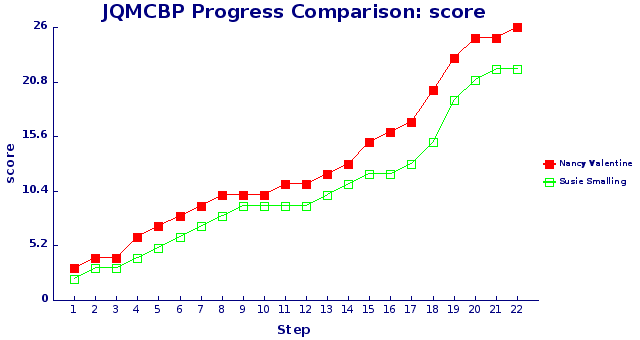 JQMCBP Progress Comparison: score
26
20.8
15.6
10.4
5.2
0
score
1 2 3 4 5 6 7 8 9 10 11 12 13 14 15 16 17 18 19 20 21 22
Step
Nancy Valentine
Susie Smalling